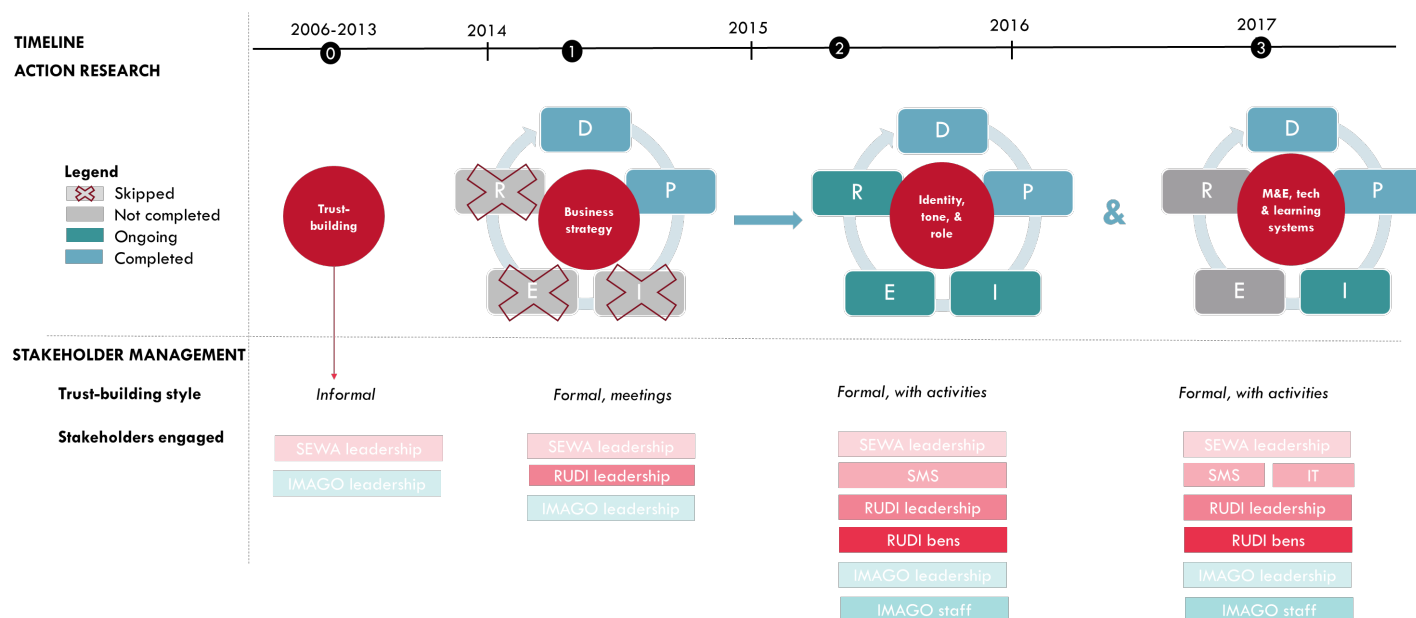 TIMELINE
ACTION RESEARCH
2006-2013
2014
2015
2016
2017
0
1
2
3
Legend
Skipped
Not completed
Ongoing
Completed
Trust-
building
D
R
P
E
I
Business
strategy
D
R
P
E
I
Identity,
tone, &
role
&
D
R
P
E
I
M&E, tech
& learning
systems
STAKEHOLDER MANAGEMENT
Trust-building style
Informal
Formal, meetings
Formal, with activities
Formal, with activities
Stakeholders engaged
SEWA leadership
IMAGO leadership
SEWA leadership
RUDI leadership
IMAGO leadership
SEWA leadership
SMS
RUDI leadership
RUDI bens
IMAGO leadership
IMAGO staff
SEWA leadership
SMS
IT
RUDI leadership
RUDI bens
IMAGO leadership
IMAGO staff